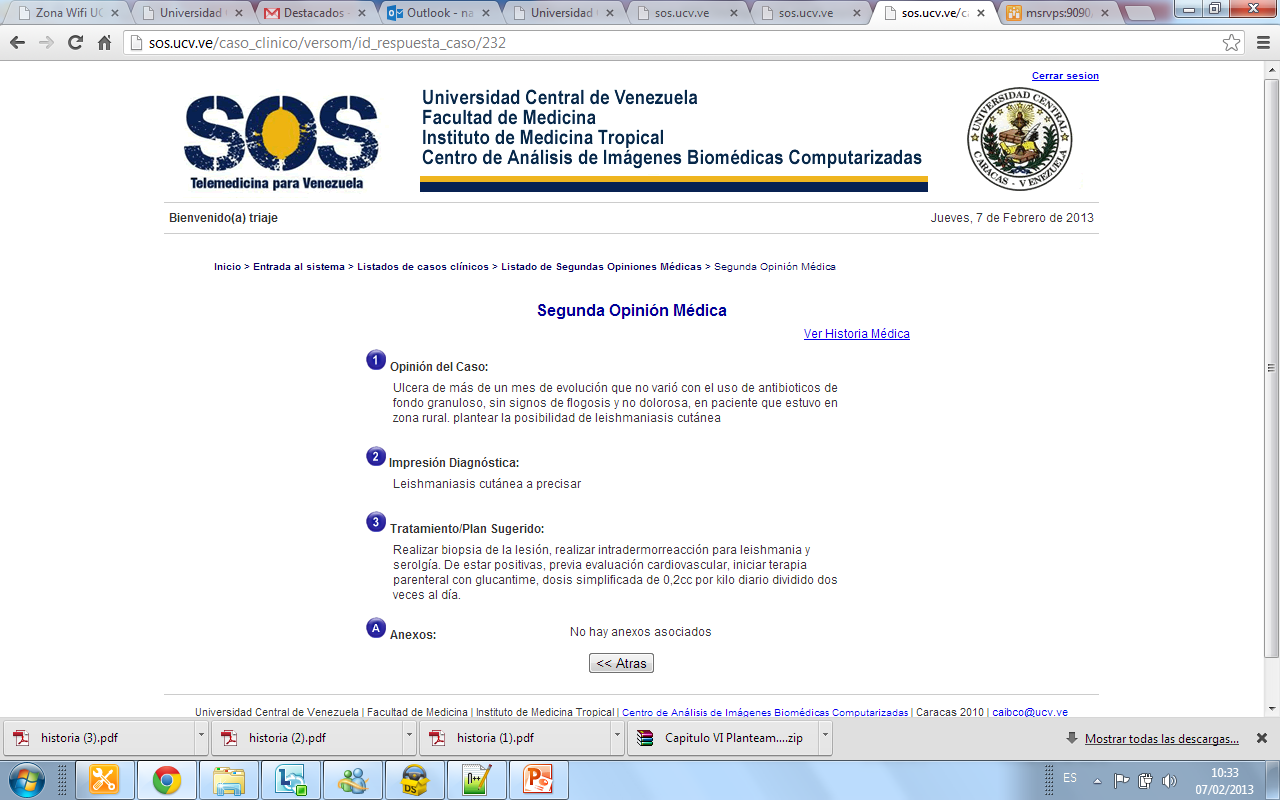 Zona Wifi UC
Universidad C
Destacados
Outlook - na
Universidad
sos.ucv.ve
sos.ucv.ve
sos.ucv.ve/c
msrvps:9090
sos.ucv.ve/caso_clinico/versom/id_respuesta_caso/232
Cerrar sesion
SOS
Telemedicina para Venezuela
Universidad Central de Venezuela
Facultad de Medicina
Instituto de Medicina Tropical
Centro de Análisis de Imágenes Biomédicas Computarizadas
UNIVERSIDAD CENTRAL
CARACAS - VENEZUELA
Bienvenido(a) triaje
Jueves, 7 de Febrero de 2013
Inicio > Entrada al sistema > Listados de casos clínicos > Listado de Segundas Opiniones Médicas > Segunda Opinión Médica
Segunda Opinión Médica
Ver Historia Médica
1 Opinión del Caso:
Ulcera de más de un mes de evolución que no varió con el uso de antibioticos de
fondo granuloso, sin signos de flogosis y no dolorosa, en paciente que estuvo en
zona rural. plantear la posibilidad de leishmaniasis cutánea
2 Impresión Diagnóstica:
Leishmaniasis cutánea a precisar
3 Tratamiento/Plan Sugerido:
Realizar biopsia de la lesión, realizar intradermorreacción para leishmania y
serolgía. De estar positivas, previa evaluación cardiovascular, iniciar terapia
parenteral con glucantime, dosis simplificada de 0,2cc por kilo diario dividido dos
veces al día.
A Anexos:
No hay anexos asociados
<< Atras
Universidad Central de Venezuela | Facultad de Medicina | Instituto de Medicina Tropical | Centro de Análisis de Imágenes Biomédicas Computarizadas | Caracas 2010 | caibco@ucv.ve
historia (3).pdf
historia (2).pdf
historia (1).pdf
Capitulo VI Planteam....zip
Mostrar todas las descargas...
ES
10:33
07/02/2013